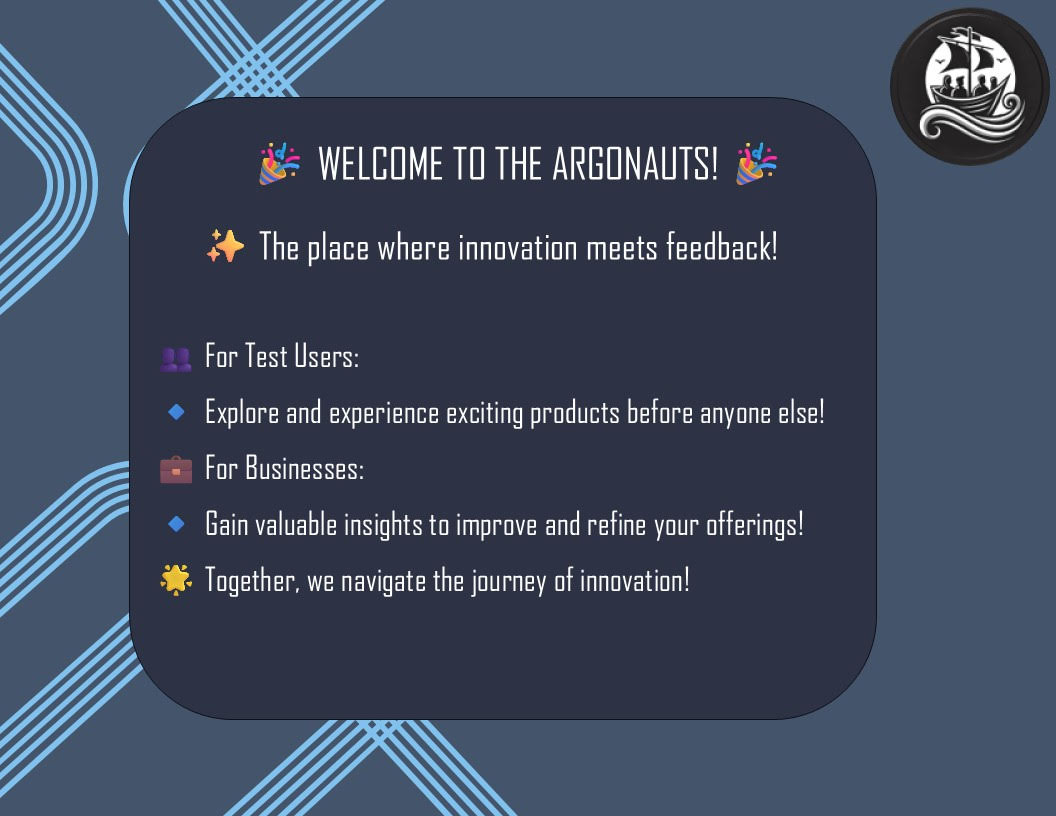 🎉 WELCOME TO THE ARGONAUTS! 🎉
✨ The place where innovation meets feedback!
👥 For Test Users:
🔹 Explore and experience exciting products before anyone else!
💼 For Businesses:
🔹 Gain valuable insights to improve and refine your offerings!
🌟 Together, we navigate the journey of innovation!